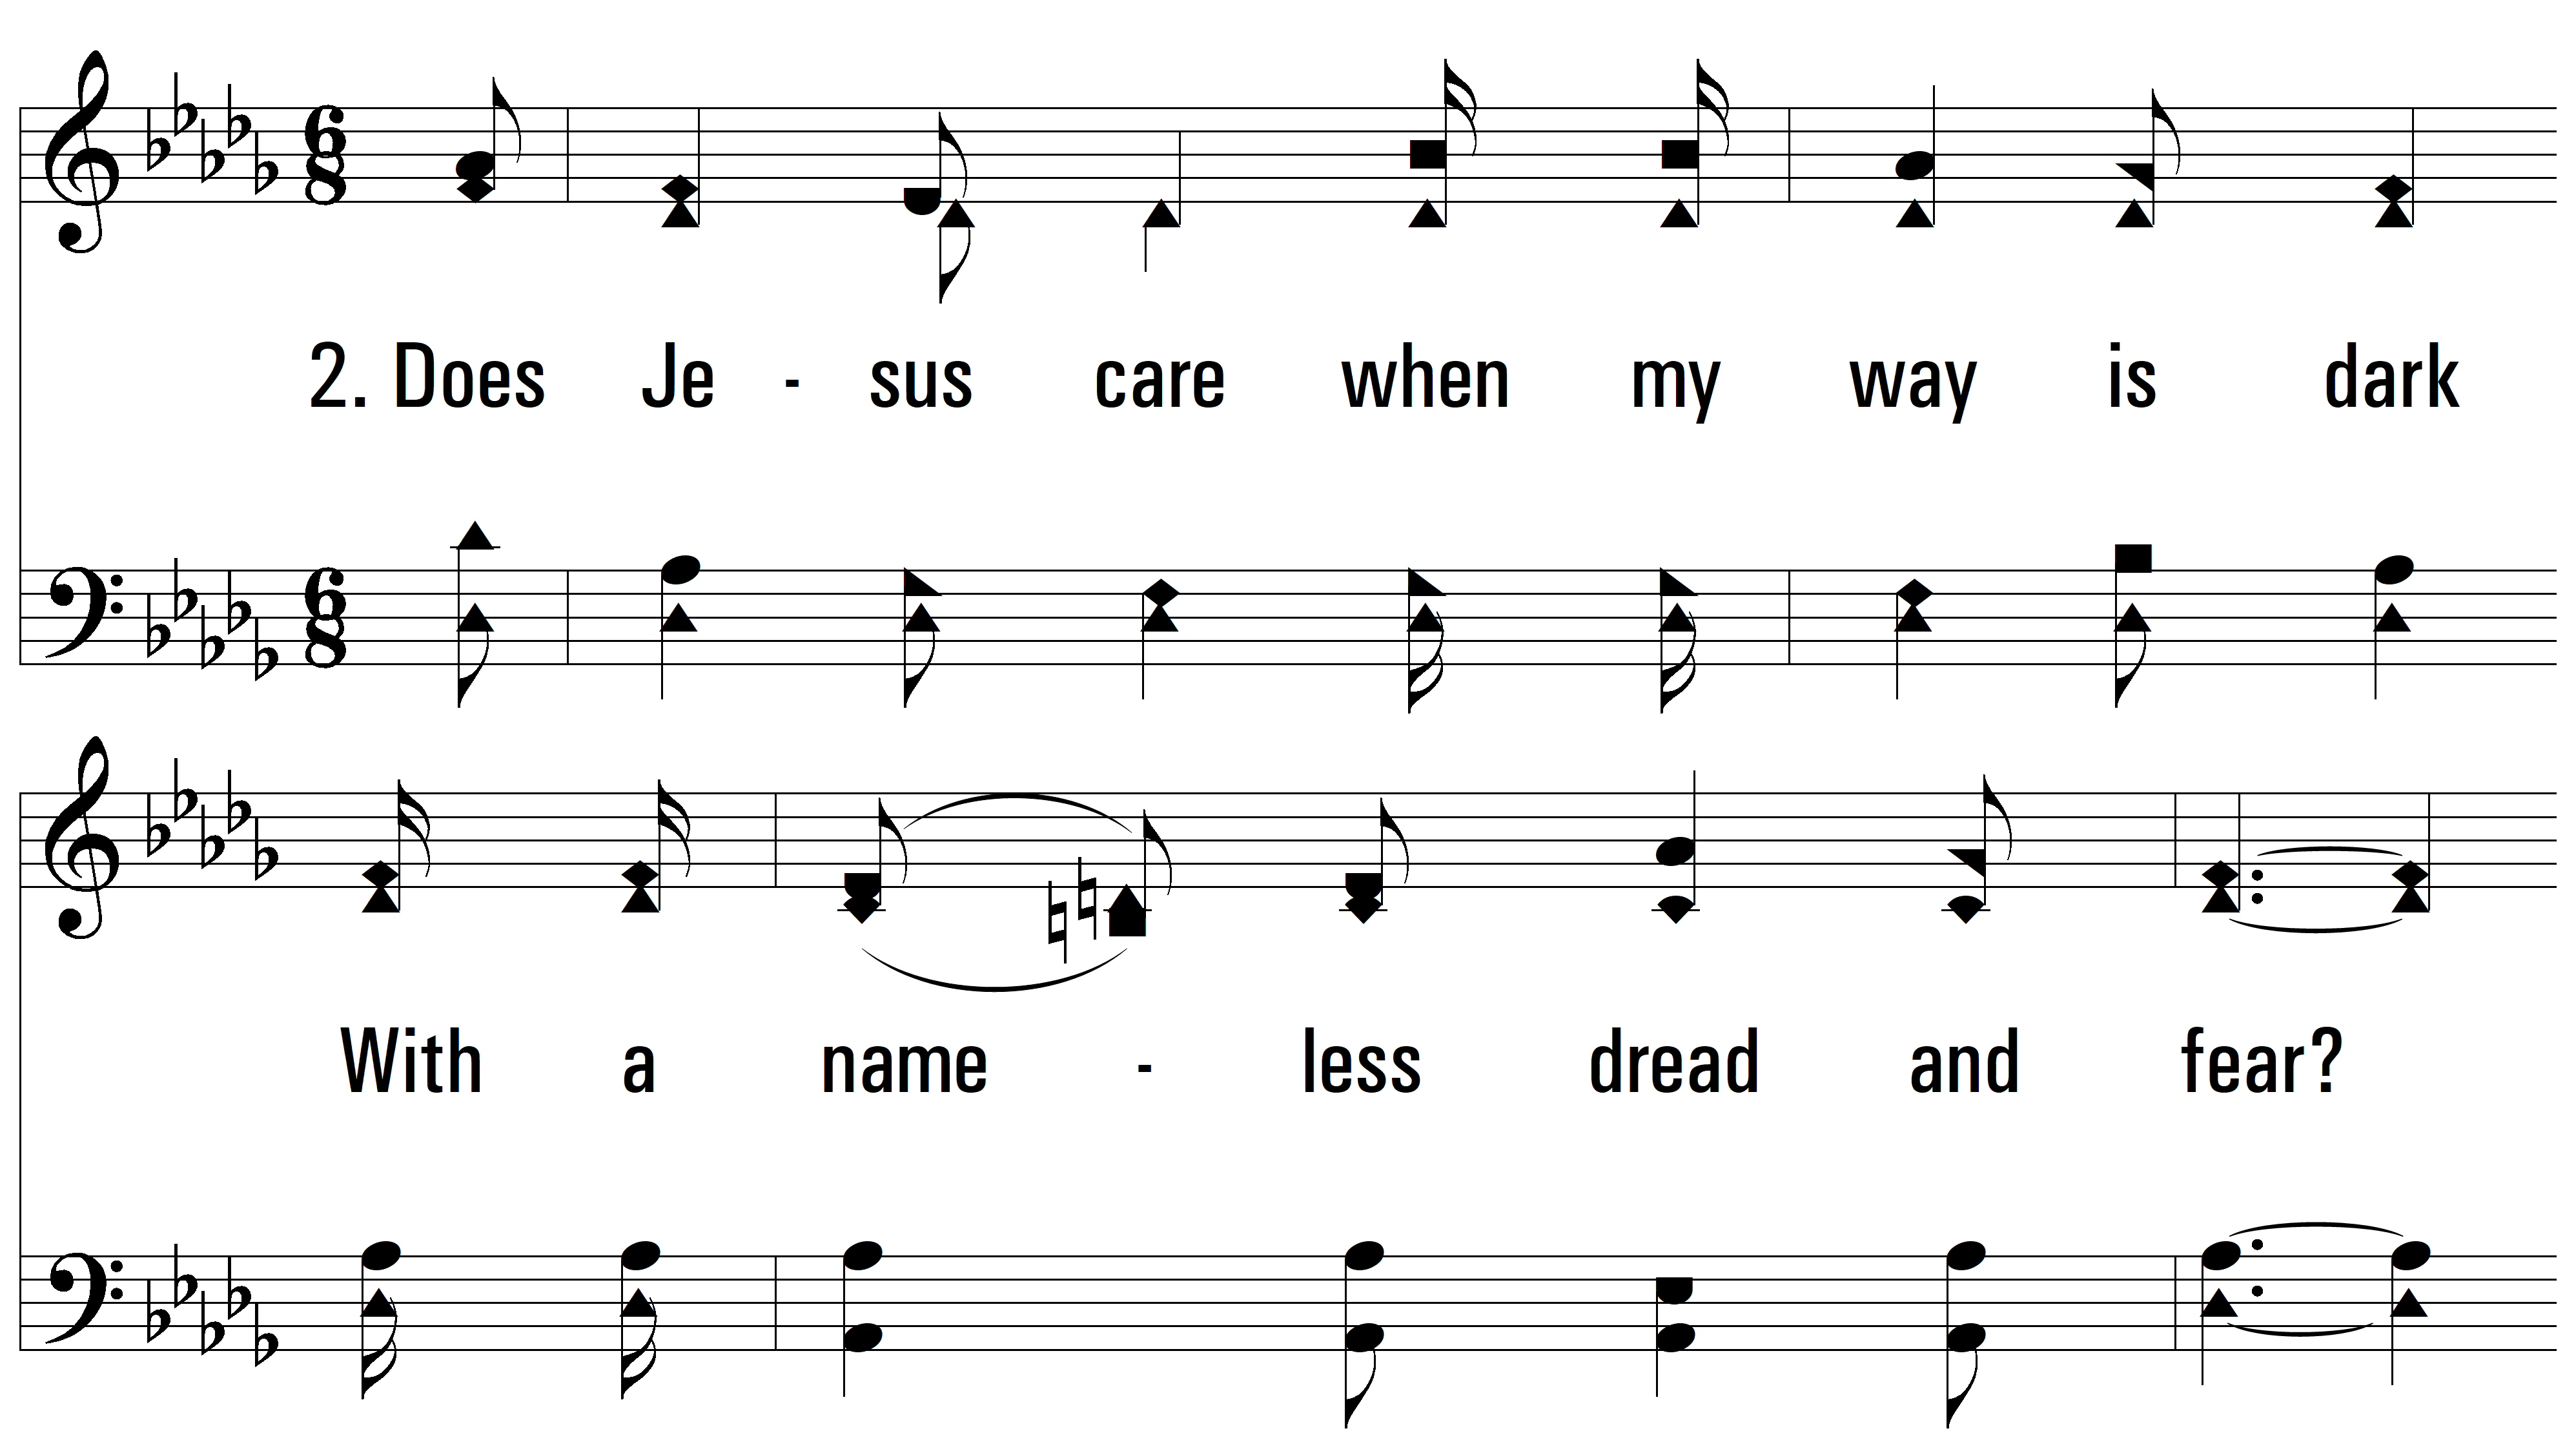 2. Does Je - sus care when my way is dark
With a name - less dread and fear?